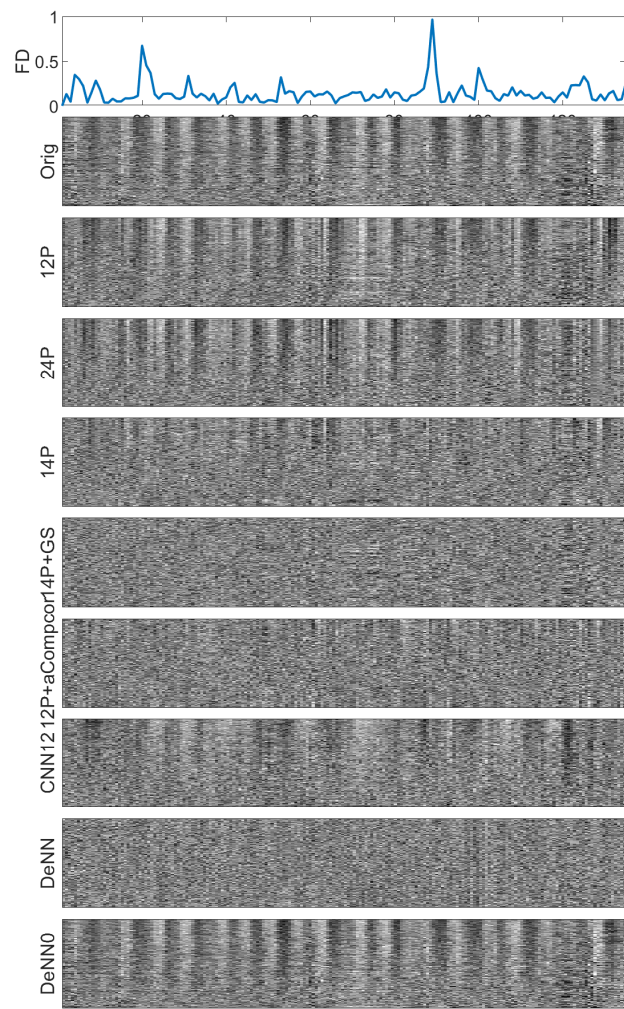 1
0.5
0
FD
Orig
12P
24P
14P
14P+GS
12P+aCompcor
CNN12
DeNN
DeNN0